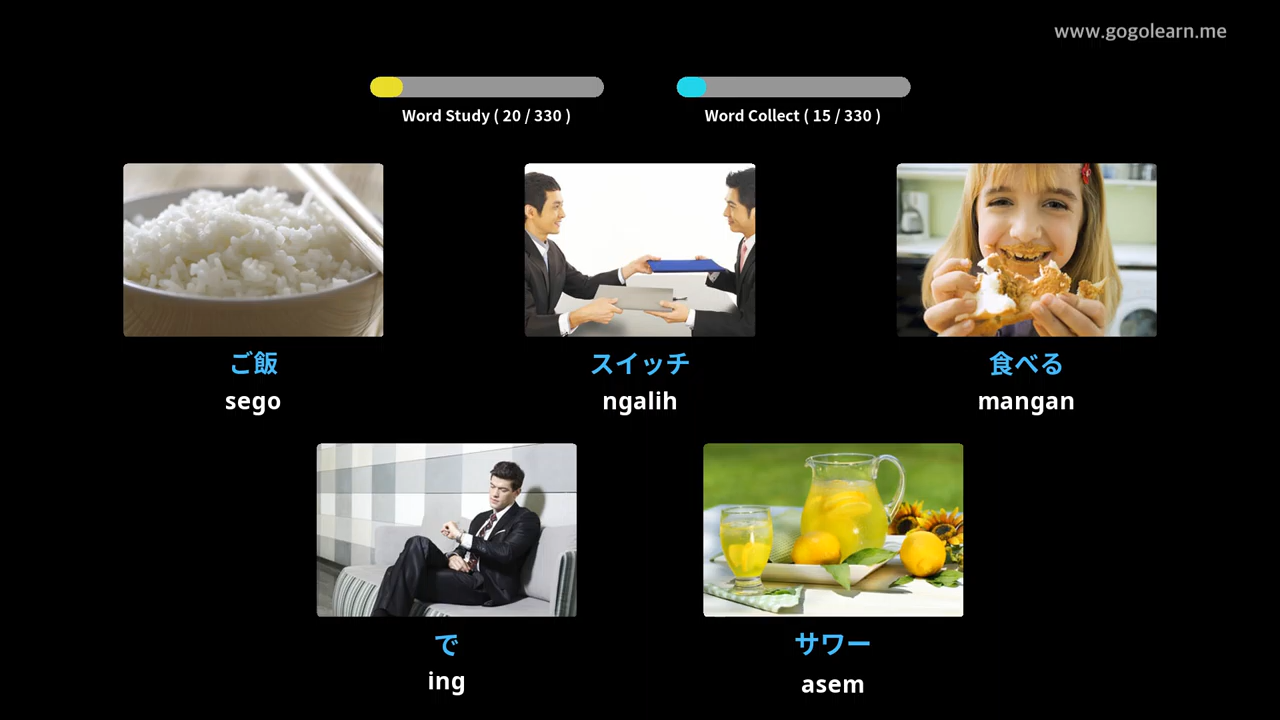 www.gogolearn.me
Word Study ( 20 / 330 )
Word Collect ( 15 / 330 )
ご飯
sego
スイッチ
ngalih
食べる
mangan
で
ing
サワー
asem